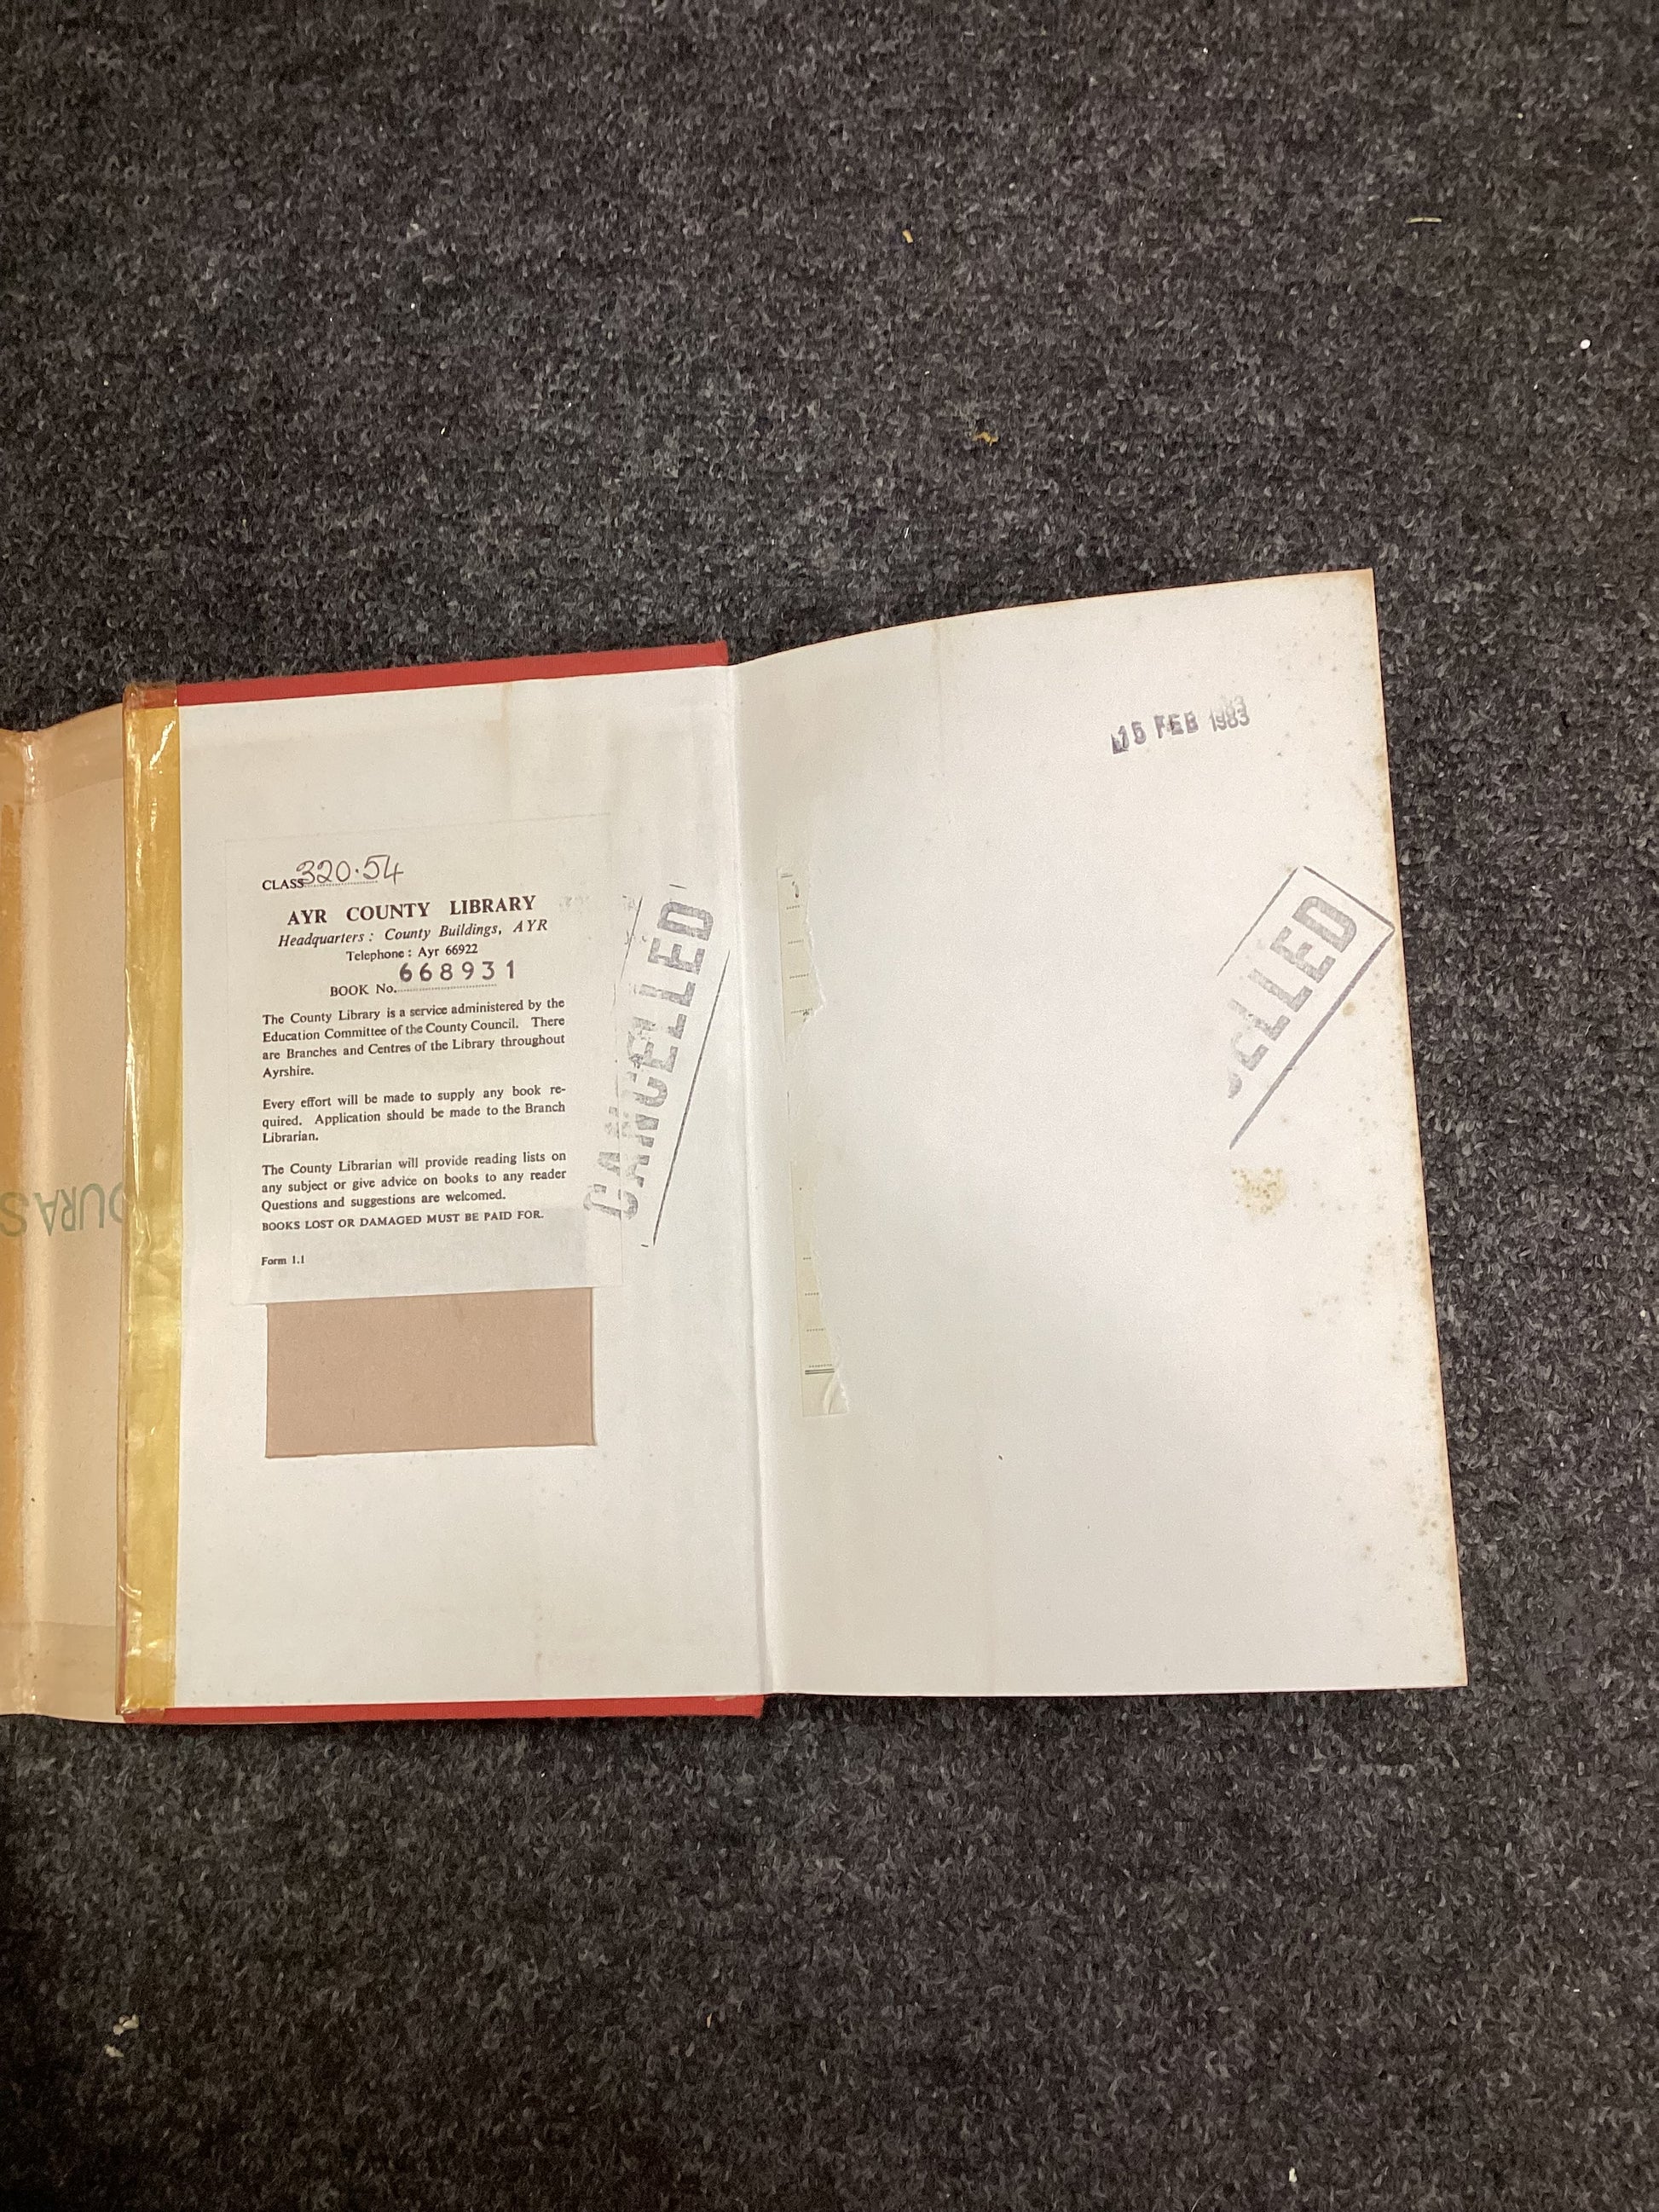 CLASS 320.54
AYR COUNTY LIBRARY
Headquarters : County Buildings, AYR
Telephone : Ayr 66922
BOOK No. 668931
The County Library is a service administered by the
Education Committee of the County Council. There
are Branches and Centres of the Library throughout
Ayrshire.
Every effort will be made to supply any book re-
quired. Application should be made to the Branch
Librarian.
The County Librarian will provide reading lists on
any subject or give advice on books to any reader
Questions and suggestions are welcomed.
BOOKS LOST OR DAMAGED MUST BE PAID FOR.
Form 1.1
CANCELLED
15 FEB 1983
CELLED